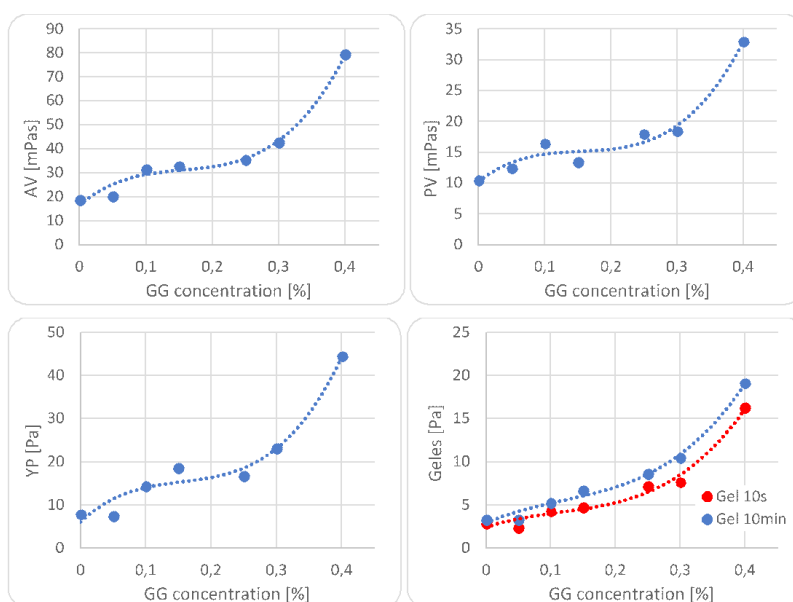 AV [mPas]
90
80
70
60
50
40
30
20
10
0
0 0,1 0,2 0,3 0,4
GG concentration [%]
PV [mPas]
35
30
25
20
15
10
5
0
0 0,1 0,2 0,3 0,4
GG concentration [%]
YP [Pa]
50
40
30
20
10
0
0 0,1 0,2 0,3 0,4
GG concentration [%]
Geles [Pa]
25
20
15
10
5
0
Gel 10s
Gel 10min
0 0,1 0,2 0,3 0,4
GG concentration [%]